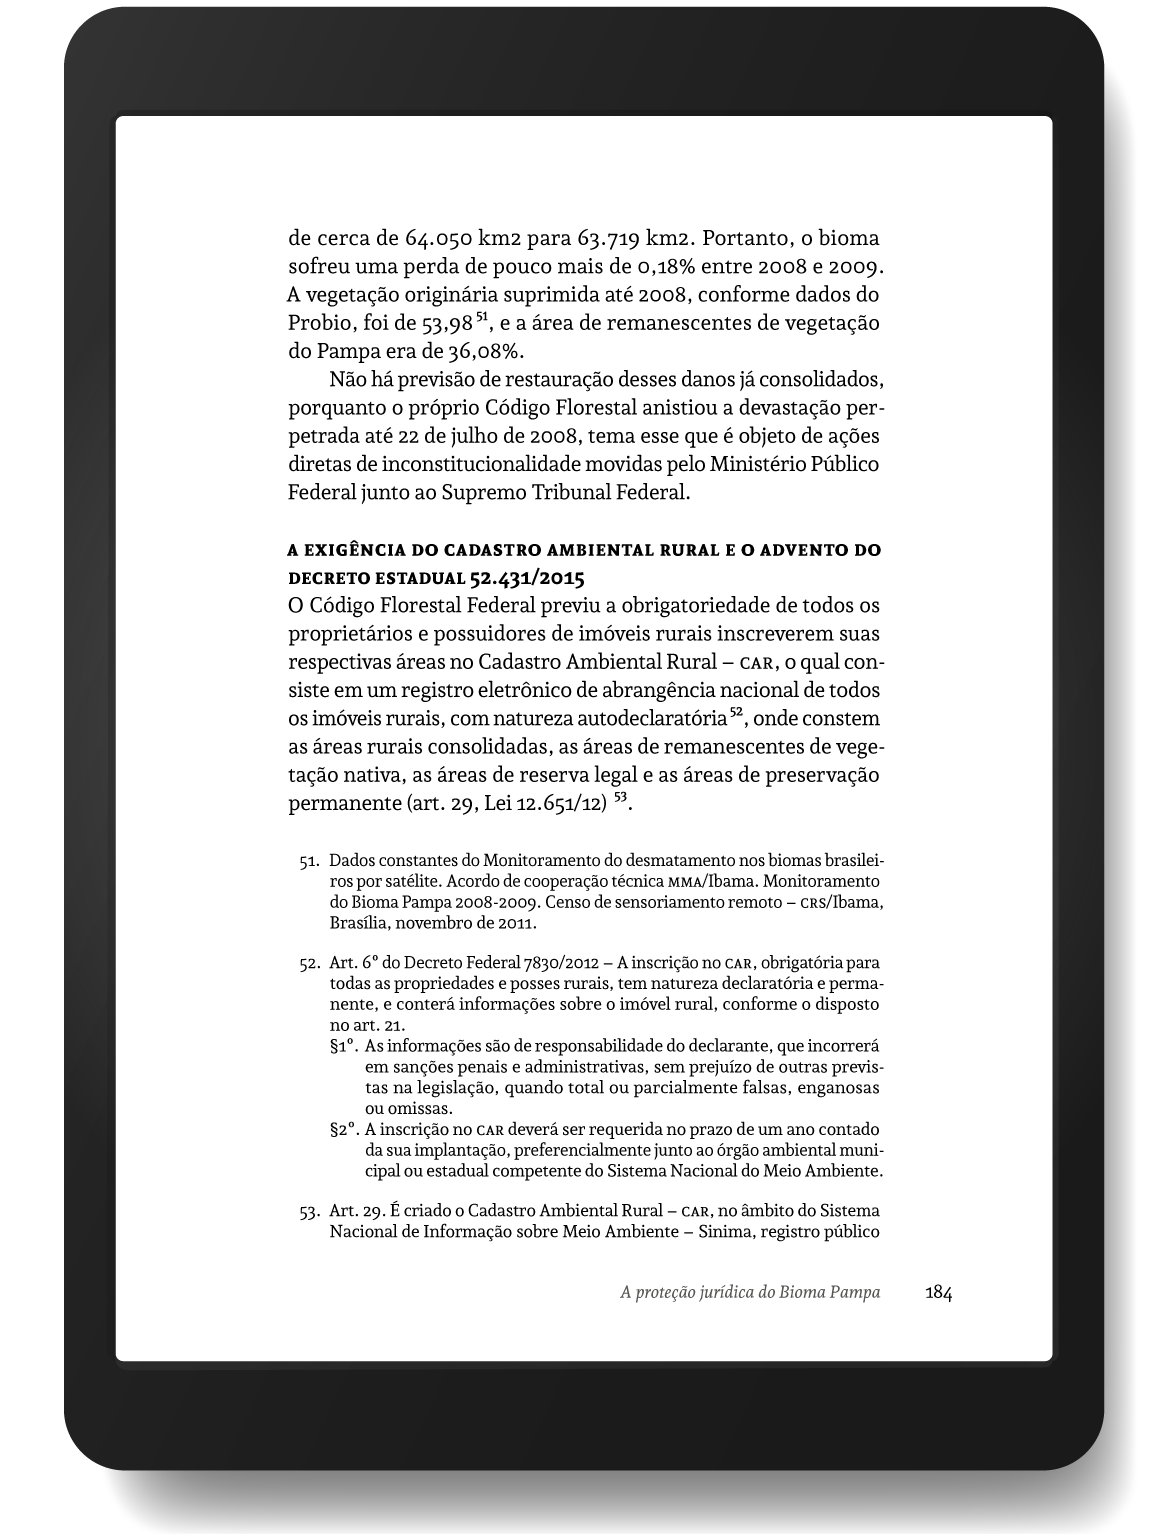 de cerca de 64.050 km2 para 63.719 km2. Portanto, o bioma
sofreu uma perda de pouco mais de 0,18% entre 2008 e 2009.
A vegetação originária suprimida até 2008, conforme dados do
Probio, foi de 53,98 51, e a área de remanescentes de vegetação
do Pampa era de 36,08%.
Não há previsão de restauração desses danos já consolidados,
porquanto o próprio Código Florestal anistiou a devastação per-
petrada até 22 de julho de 2008, tema esse que é objeto de ações
diretas de inconstitucionalidade movidas pelo Ministério Público
Federal junto ao Supremo Tribunal Federal.
A EXIGÊNCIA DO CADASTRO AMBIENTAL RURAL E O ADVENTO DO
DECRETO ESTADUAL 52.431/2015
O Código Florestal Federal previu a obrigatoriedade de todos os
proprietários e possuidores de imóveis rurais inscreverem suas
respectivas áreas no Cadastro Ambiental Rural – CAR, o qual con-
siste em um registro eletrônico de abrangência nacional de todos
os imóveis rurais, com natureza autodeclaratória 52, onde constem
as áreas rurais consolidadas, as áreas de remanescentes de vege-
tação nativa, as áreas de reserva legal e as áreas de preservação
permanente (art. 29, Lei 12.651/12) 53.
51. Dados constantes do Monitoramento do desmatamento nos biomas brasilei-
ros por satélite. Acordo de cooperação técnica MMA/Ibama. Monitoramento
do Bioma Pampa 2008-2009. Censo de sensoriamento remoto – CRS/Ibama,
Brasília, novembro de 2011.
52. Art. 6º do Decreto Federal 7830/2012 – A inscrição no CAR, obrigatória para
todas as propriedades e posses rurais, tem natureza declaratória e perma-
nente, e conterá informações sobre o imóvel rural, conforme o disposto
no art. 21.
§1º. As informações são de responsabilidade do declarante, que incorrerá
em sanções penais e administrativas, sem prejuízo de outras previs-
tas na legislação, quando total ou parcialmente falsas, enganosas
ou omissas.
§2º. A inscrição no CAR deverá ser requerida no prazo de um ano contado
da sua implantação, preferencialmente junto ao órgão ambiental muni-
cipal ou estadual competente do Sistema Nacional do Meio Ambiente.
53. Art. 29. É criado o Cadastro Ambiental Rural – CAR, no âmbito do Sistema
Nacional de Informação sobre Meio Ambiente – Sinima, registro público
A proteção jurídica do Bioma Pampa 184